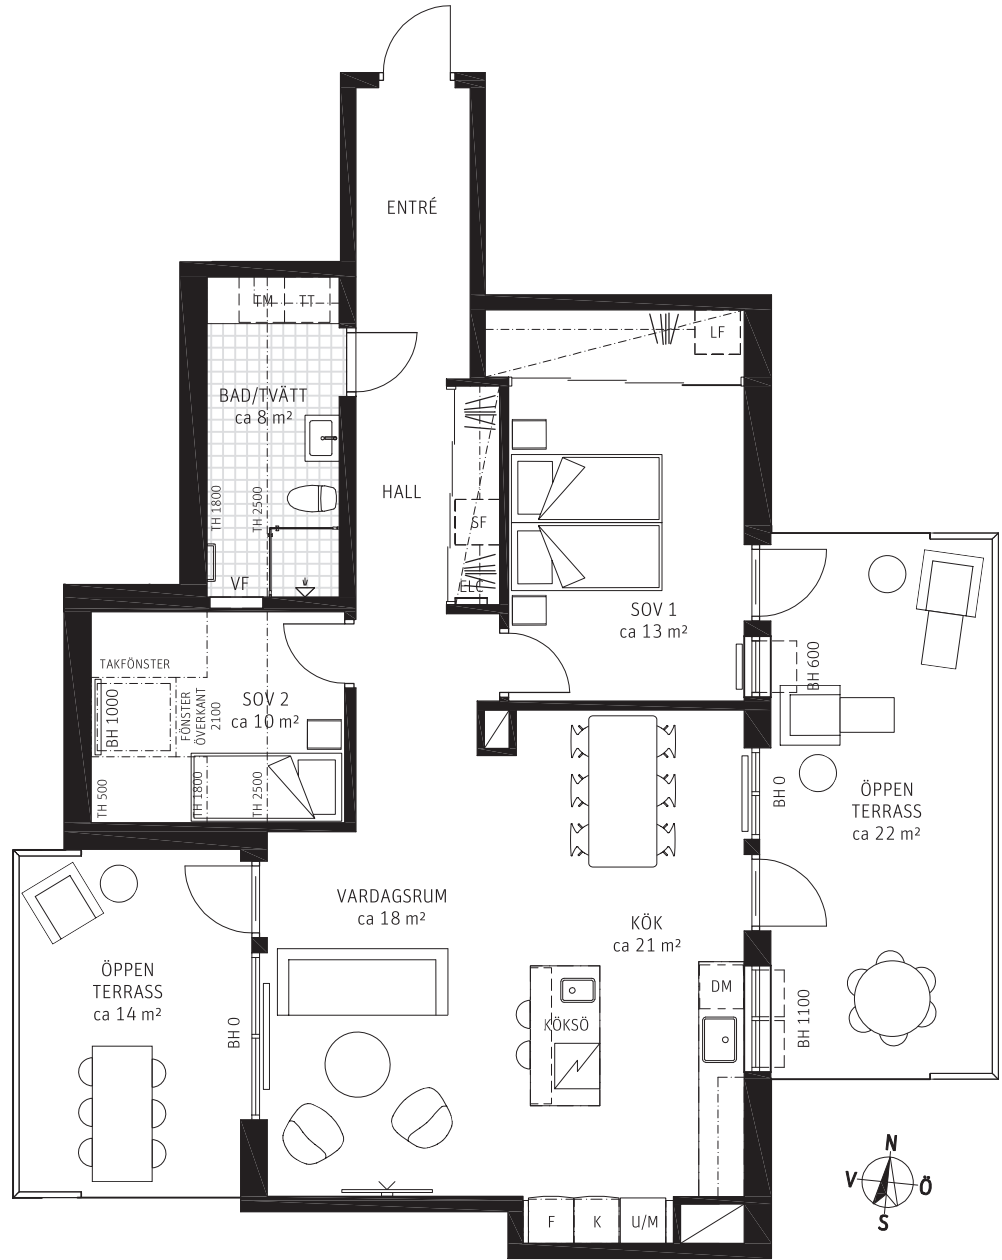 ENTRÉ
TM
TT
LF
BAD/TVÄTT
ca 8 m²
HALL
TH 1800
TH 2500
SF
ELC
VF
SOV 1
ca 13 m²
TAKFÖNSTER
BH 1000
FÖNSTER
ÖVERKANT
2100
SOV 2
ca 10 m²
BH 600
TH 500
TH 1800
TH 2500
BH 0
ÖPPEN
TERRASS
ca 22 m²
VARDAGSRUM
ca 18 m²
KÖK
ca 21 m²
ÖPPEN
TERRASS
ca 14 m²
BH 0
DM
KÖKSÖ
BH 1100
F
K
U/M
N
V
Ö
S